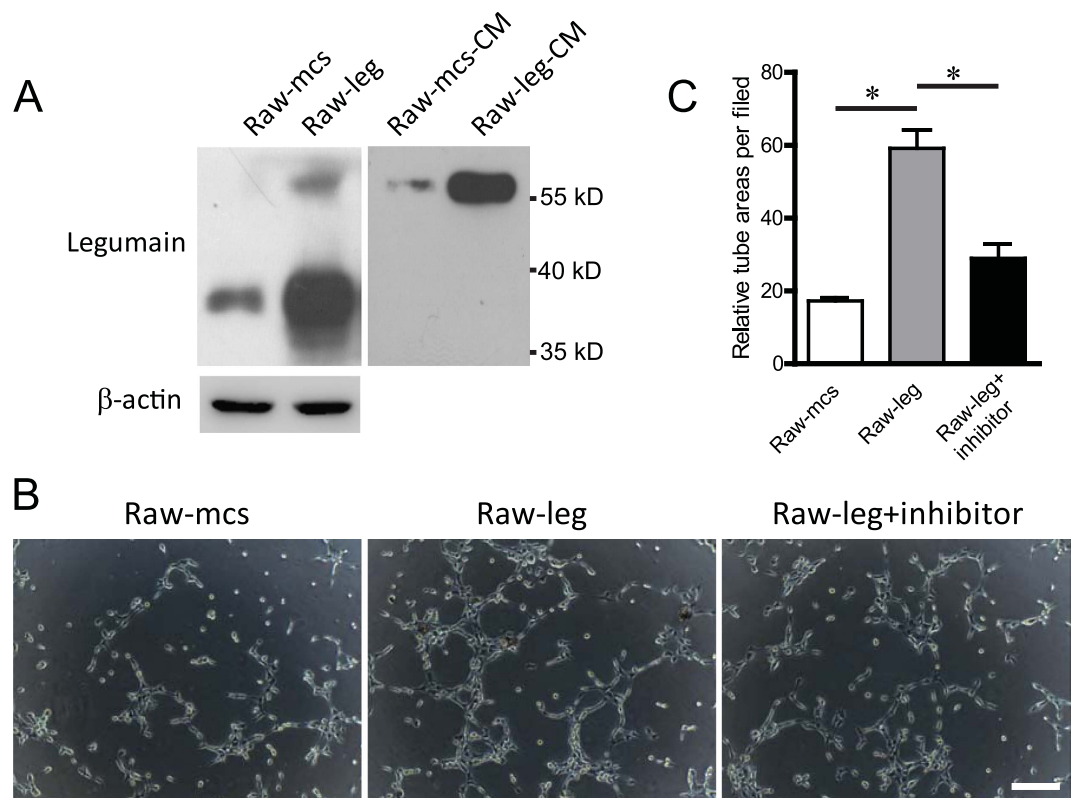 A
Raw-mcs
Raw-leg
Raw-mcs-CM
Raw-leg-CM
Legumain
55 kD
40 kD
35 kD
β-actin
C
Relative tube areas per filed
80
60
40
20
0
*
*
Raw-mcs
Raw-leg
Raw-leg+
inhibitor
B
Raw-mcs
Raw-leg
Raw-leg+inhibitor